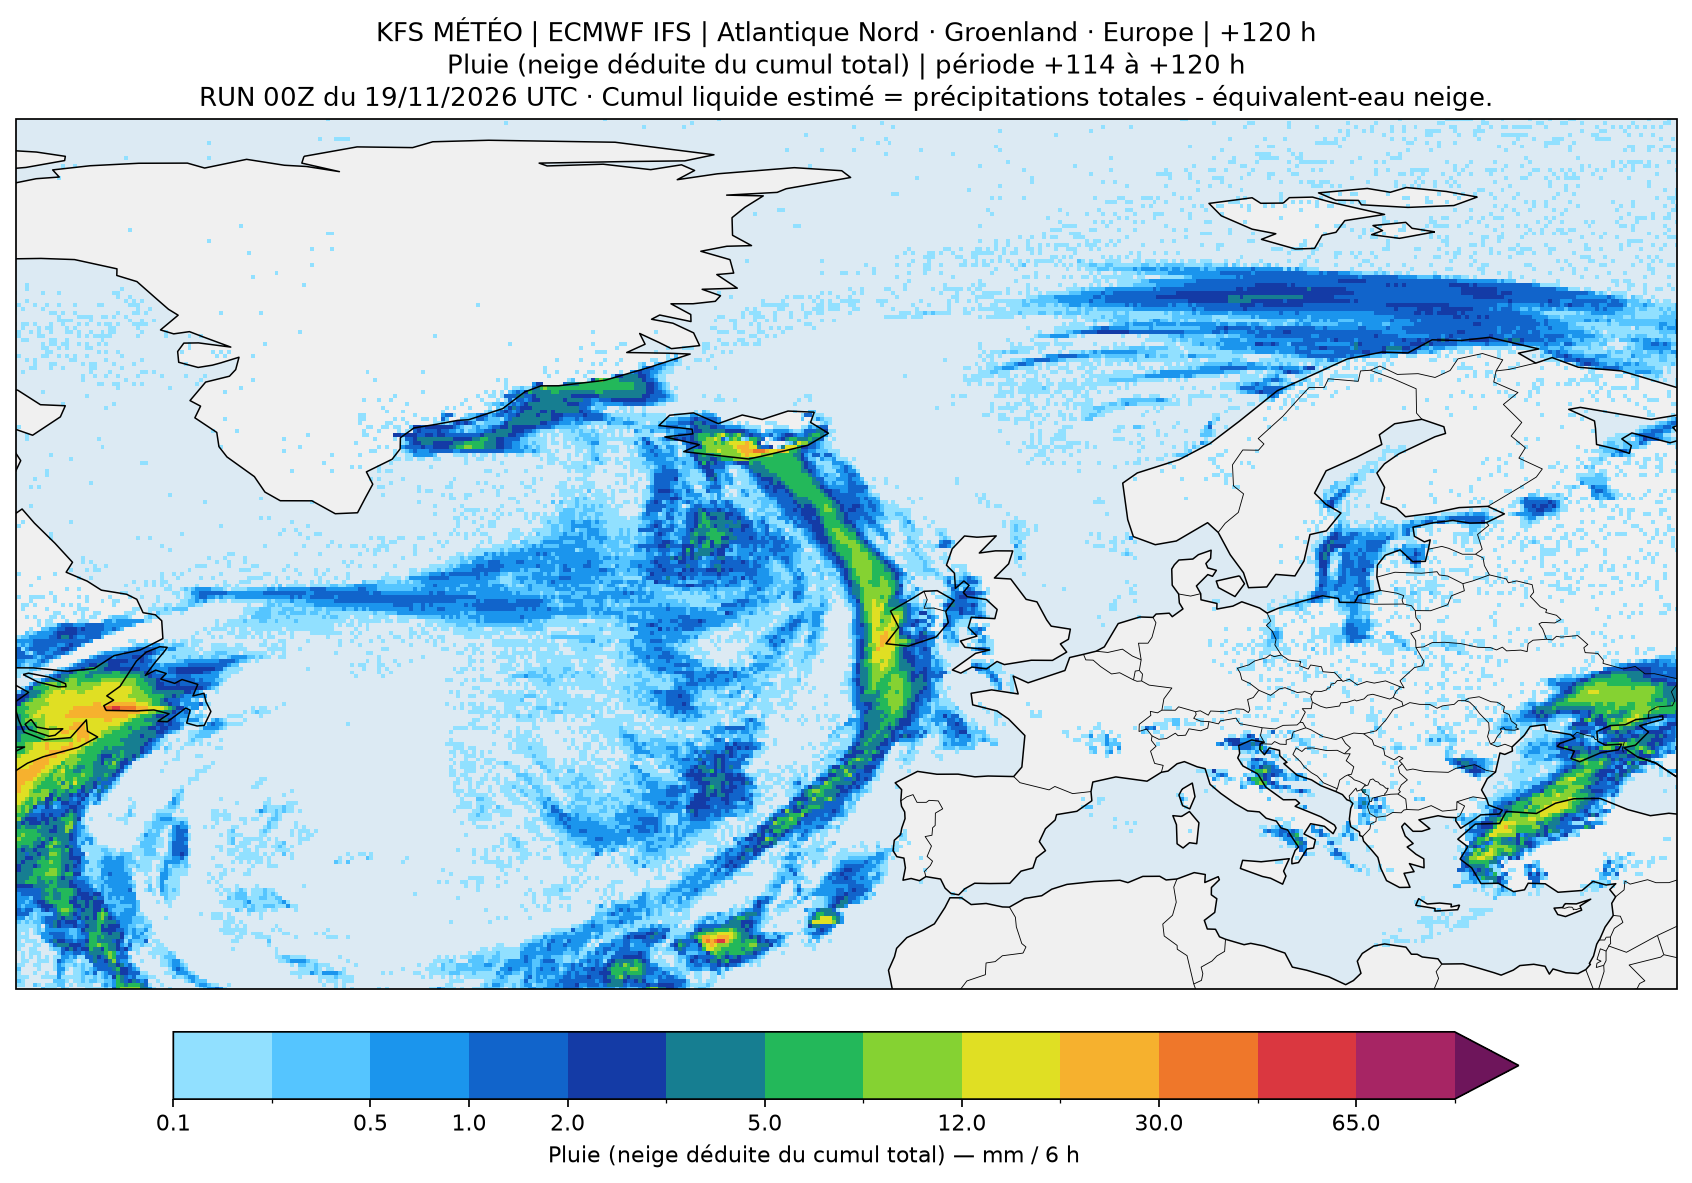 KFS MÉTÉO | ECMWF IFS | Atlantique Nord · Groenland · Europe | +120 h
Pluie (neige déduite du cumul total) | période +114 à +120 h
RUN 00Z du 19/11/2026 UTC · Cumul liquide estimé = précipitations totales - équivalent-eau neige.
0.1 0.5 1.0 2.0 5.0 12.0 30.0 65.0
Pluie (neige déduite du cumul total) — mm / 6 h